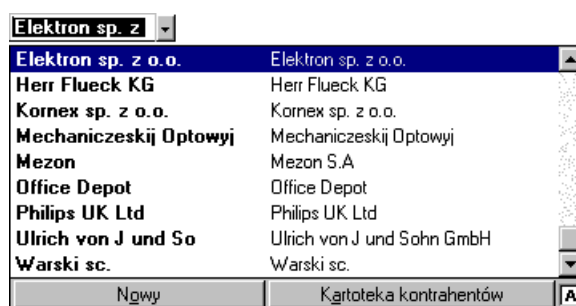 Elektron sp. z
Elektron sp. z o.o. Elektron sp. z o.o.
Herr Flueck KG Herr Flueck KG
Kornex sp. z o.o. Kornex sp. z o.o.
Mechaniczeskij Optowyj Mechaniczeskij Optowyj
Mezon Mezon S.A
Office Depot Office Depot
Philips UK Ltd Philips UK Ltd
Ulrich von J und So Ulrich von J und Sohn GmbH
Warski sc. Warski sc.
Nowy Kartoteka kontrahentów A